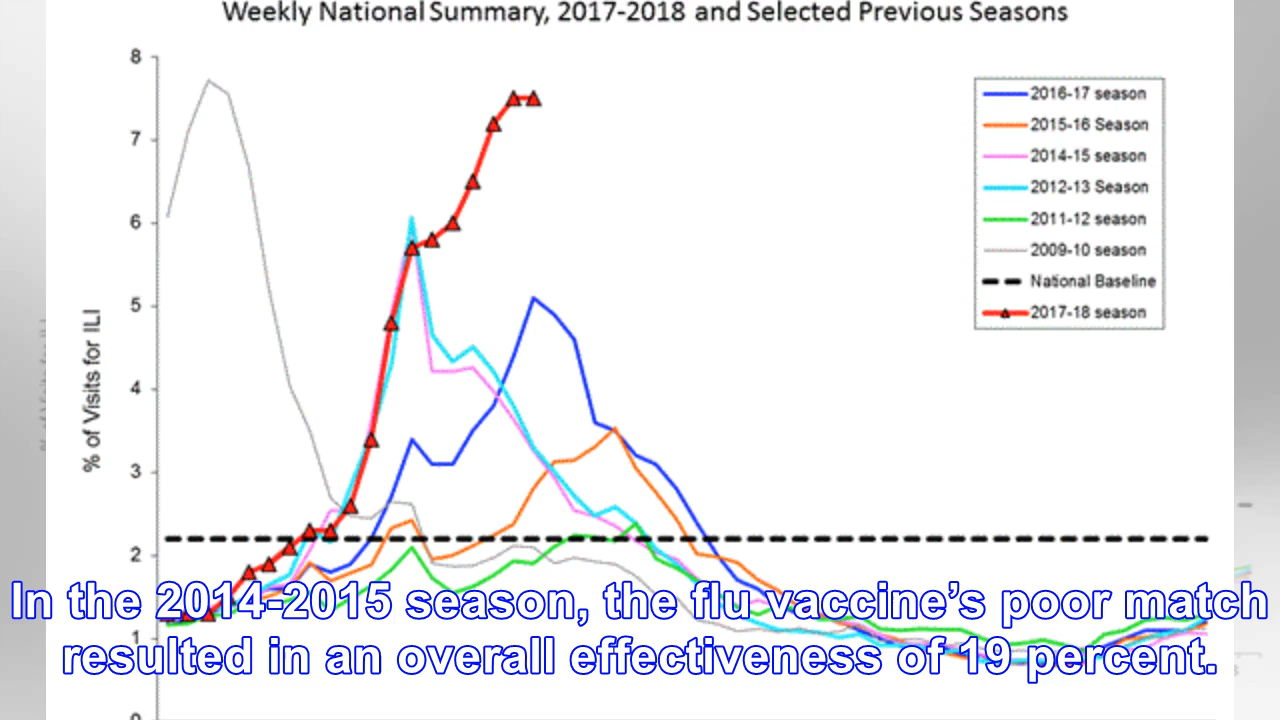 Weekly National Summary, 2017-2018 and Selected Previous Seasons
8
7
6
5
4
3
2
1
0
% of Visits for ILI
2016-17 season
2015-16 Season
2014-15 season
2012-13 Season
2011-12 season
2009-10 season
National Baseline
2017-18 season
In the 2014-2015 season, the flu vaccine’s poor match
resulted in an overall effectiveness of 19 percent.